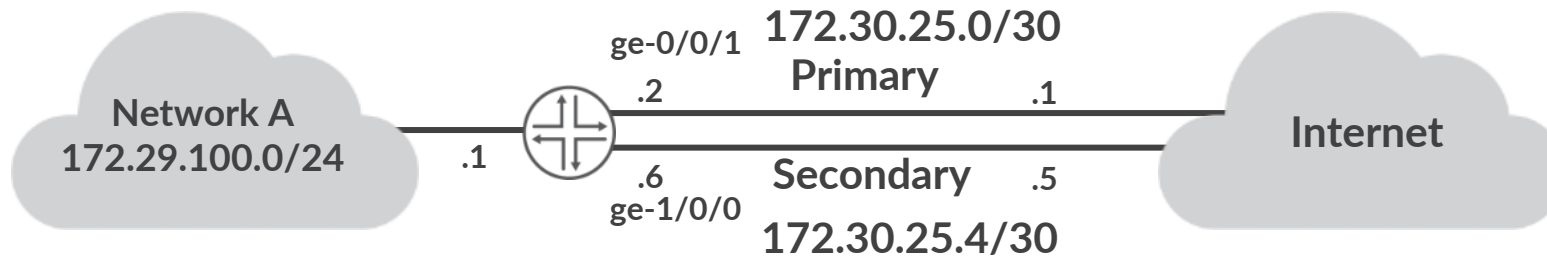 Network A
172.29.100.0/24
.1
ge-0/0/1
172.30.25.0/30
Primary
.2
.1
.6
Secondary
.5
ge-1/0/0
172.30.25.4/30
Internet